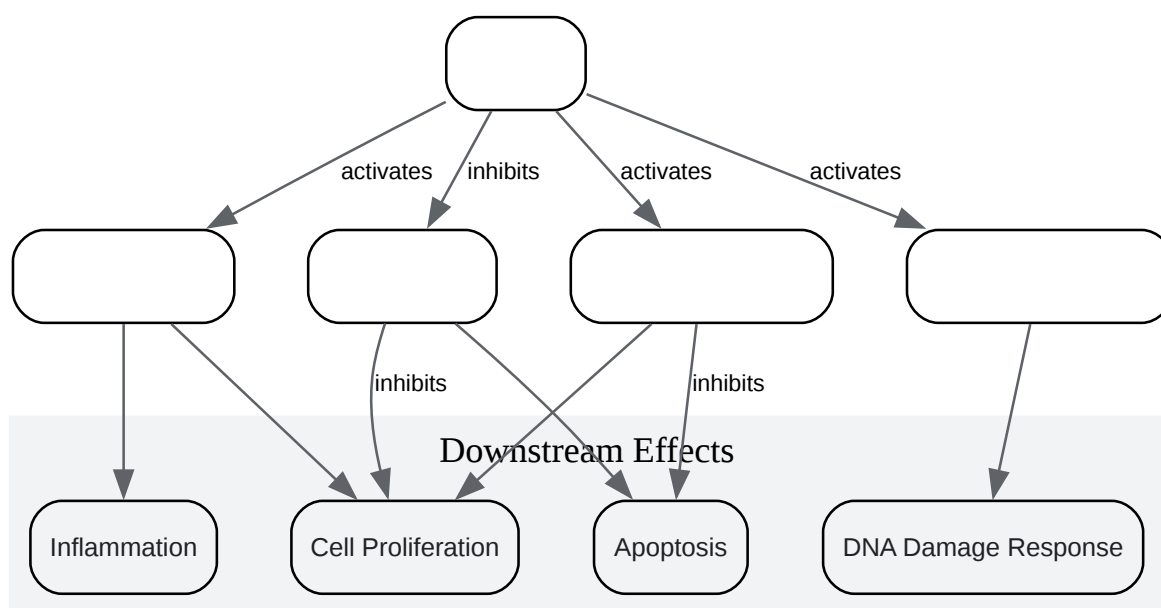 activates
inhibits
activates
activates
inhibits
inhibits
Downstream Effects
Inflammation
Cell Proliferation
Apoptosis
DNA Damage Response